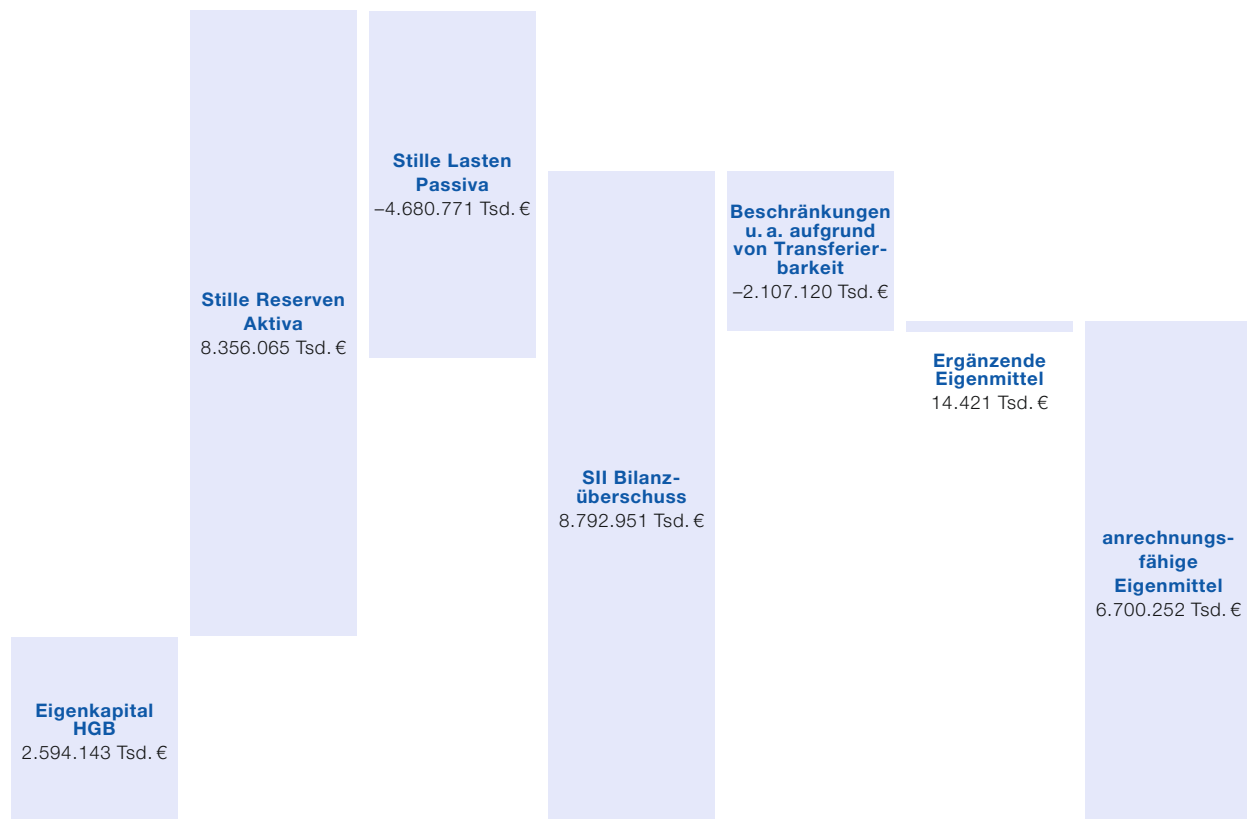 Eigenkapital
HGB
2.594.143 Tsd. €
Stille Reserven
Aktiva
8.356.065 Tsd. €
Stille Lasten
Passiva
–4.680.771 Tsd. €
SII Bilanz-
überschuss
8.792.951 Tsd. €
Beschränkungen
u. a. aufgrund
von Transferier-
barkeit
–2.107.120 Tsd. €
Ergänzende
Eigenmittel
14.421 Tsd. €
anrechnungs-
fähige
Eigenmittel
6.700.252 Tsd. €